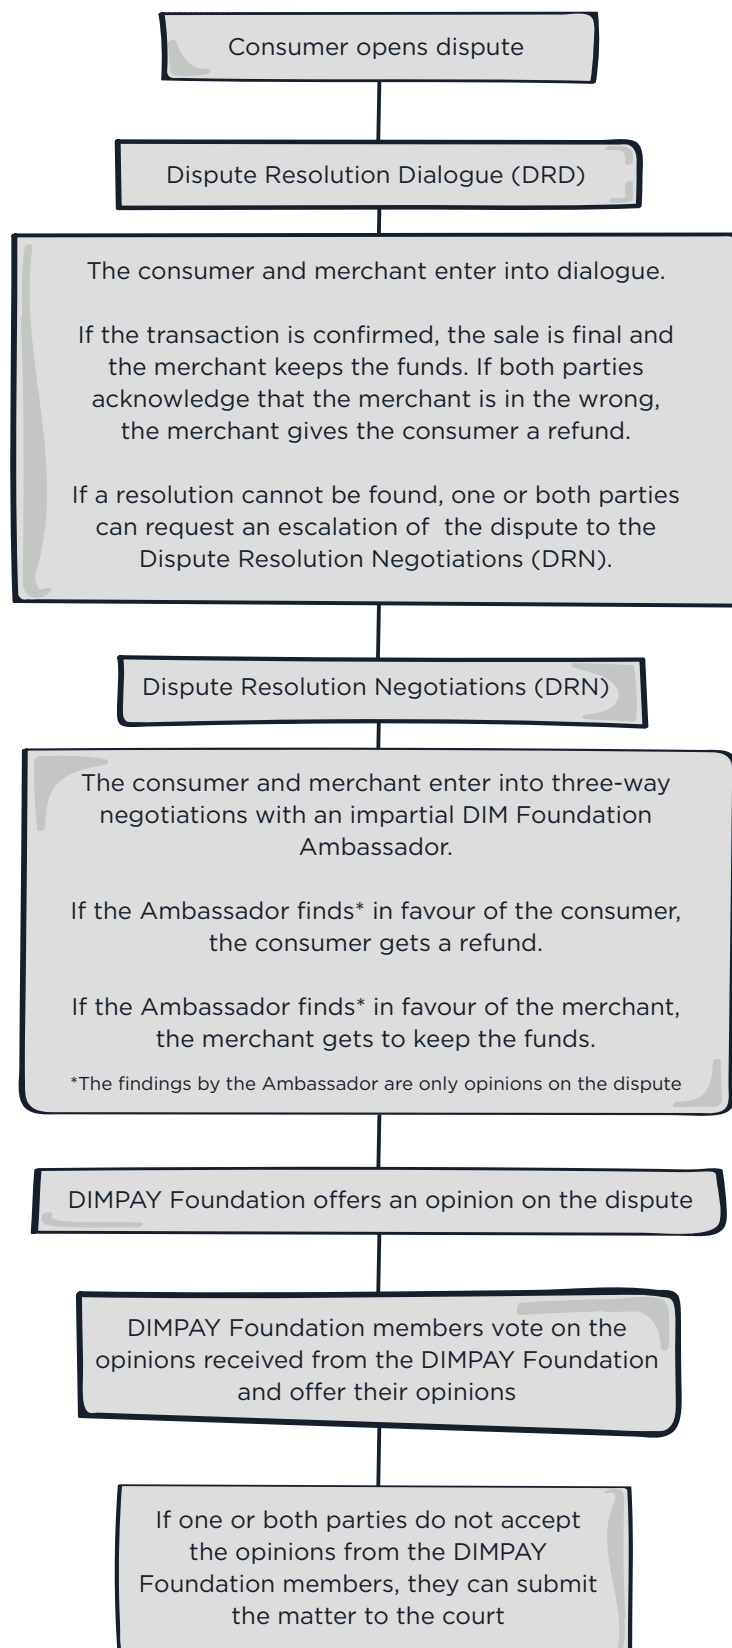 Consumer opens dispute
Dispute Resolution Dialogue (DRD)
The consumer and merchant enter into dialogue.
If the transaction is confirmed, the sale is final and
the merchant keeps the funds. If both parties
acknowledge that the merchant is in the wrong,
the merchant gives the consumer a refund.
If a resolution cannot be found, one or both parties
can request an escalation of the dispute to the
Dispute Resolution Negotiations (DRN).
Dispute Resolution Negotiations (DRN)
The consumer and merchant enter into three-way
negotiations with an impartial DIM Foundation
Ambassador.
If the Ambassador finds* in favour of the consumer,
the consumer gets a refund.
If the Ambassador finds* in favour of the merchant,
the merchant gets to keep the funds.
*The findings by the Ambassador are only opinions on the dispute
DIMPAY Foundation offers an opinion on the dispute
DIMPAY Foundation members vote on the
opinions received from the DIMPAY Foundation
and offer their opinions
If one or both parties do not accept
the opinions from the DIMPAY
Foundation members, they can submit
the matter to the court